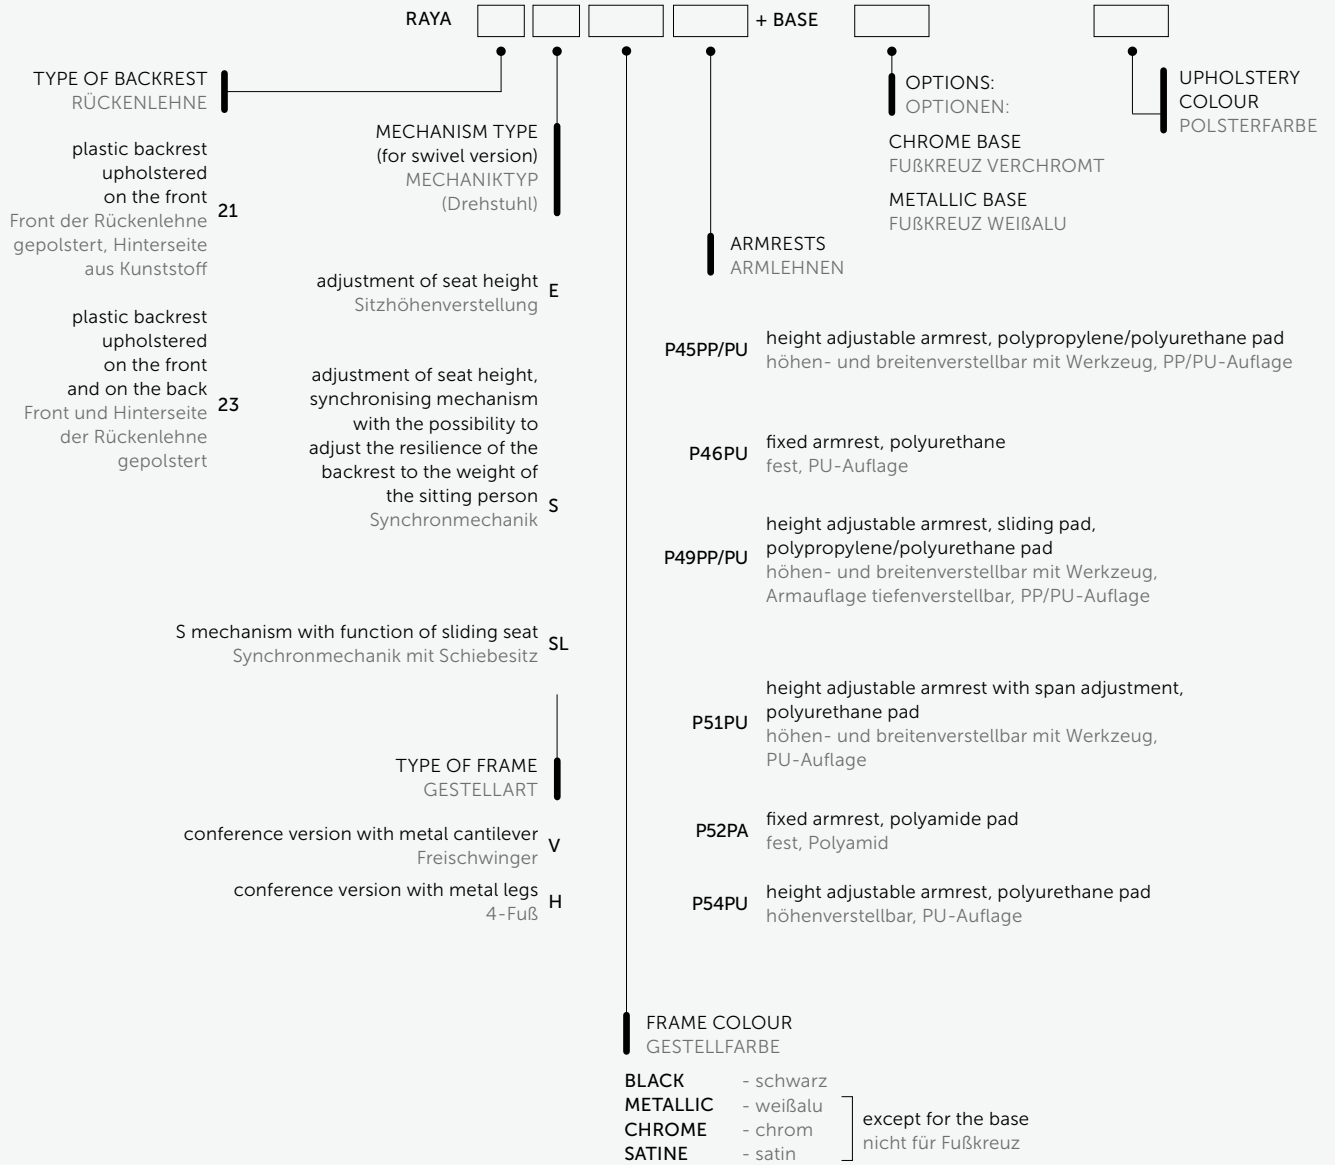 RAYA + BASE
TYPE OF BACKREST
RÜCKENLEHNE
plastic backrest
upholstered
on the front
21
Front der Rückenlehne
gepolstert, Hinterseite
aus Kunststoff
plastic backrest
upholstered
on the front
and on the back
23
Front und Hinterseite
der Rückenlehne
gepolstert
MECHANISM TYPE
(for swivel version)
MECHANIKTYP
(Drehstuhl)
adjustment of seat height
E
Sitzhöhenverstellung
adjustment of seat height,
synchronising mechanism
with the possibility to
adjust the resilience of the
backrest to the weight of
the sitting person
S
Synchronmechanik
S mechanism with function of sliding seat
SL
Synchronmechanik mit Schiebesitz
TYPE OF FRAME
GESTELLART
conference version with metal cantilever
V
Freischwinger
conference version with metal legs
H
4-Fuß
FRAME COLOUR
GESTELLFARBE
BLACK - schwarz
METALLIC - weißalu
CHROME - chrom
SATINE - satin
except for the base
nicht für Fußkreuz
ARMRESTS
ARMLEHNEN
P45PP/PU
height adjustable armrest, polypropylene/polyurethane pad
höhen- und breitenverstellbar mit Werkzeug, PP/PU-Auflage
P46PU
fixed armrest, polyurethane
fest, PU-Auflage
P49PP/PU
height adjustable armrest, sliding pad,
polypropylene/polyurethane pad
höhen- und breitenverstellbar mit Werkzeug,
Armauflage tiefenverstellbar, PP/PU-Auflage
P51PU
height adjustable armrest with span adjustment,
polyurethane pad
höhen- und breitenverstellbar mit Werkzeug,
PU-Auflage
P52PA
fixed armrest, polyamide pad
fest, Polyamid
P54PU
height adjustable armrest, polyurethane pad
höhenverstellbar, PU-Auflage
OPTIONS:
OPTIONEN:
CHROME BASE
FUßKREUZ VERCHROMT
METALLIC BASE
FUßKREUZ WEIßALU
UPHOLSTERY
COLOUR
POLSTERFARBE